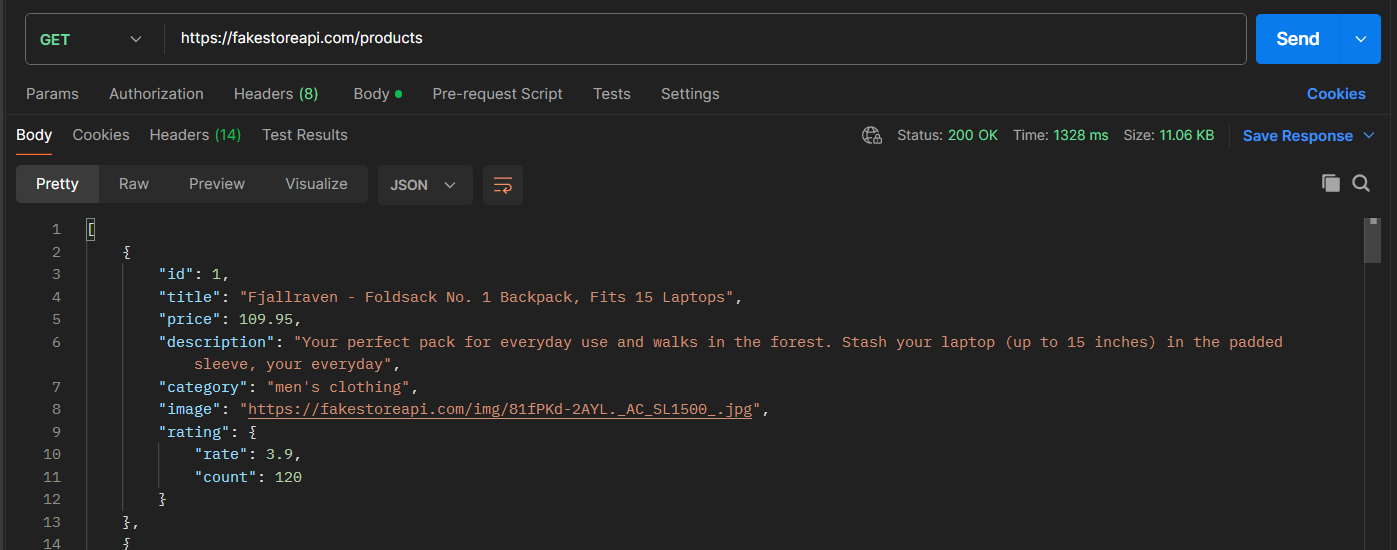 GET https://fakestoreapi.com/products Send
Params Authorization Headers (8) Body Pre-request Script Tests Settings Cookies
Body Cookies Headers (14) Test Results Status: 200 OK Time: 1328 ms Size: 11.06 KB Save Response
Pretty Raw Preview Visualize JSON
1 [
2 {
3 "id": 1,
4 "title": "Fjallraven - Foldsack No. 1 Backpack, Fits 15 Laptops",
5 "price": 109.95,
6 "description": "Your perfect pack for everyday use and walks in the forest. Stash your laptop (up to 15 inches) in the padded
sleeve, your everyday",
7 "category": "men's clothing",
8 "image": "https://fakestoreapi.com/img/81fPKd-2AYL._AC_SL1500_.jpg",
9 "rating": {
10 "rate": 3.9,
11 "count": 120
12 }
13 },
14 {